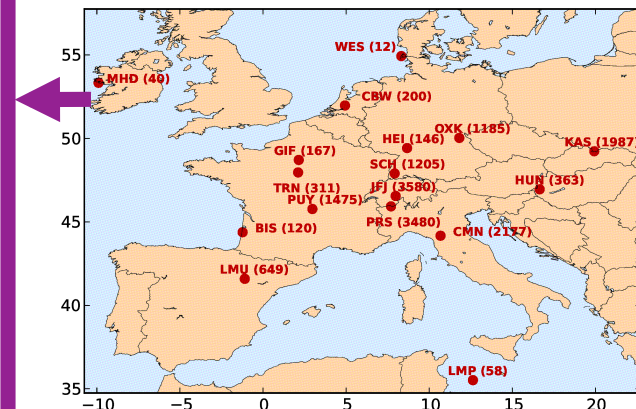 55
WES (12)
MHD (40)
CBW (200)
50
OXK (1185)
HEI (146)
KAS (1987)
GIF (167)
SCH (1205)
TRN (311)
JFJ (3580)
HUN (363)
PUY (1475)
45
PRS (3480)
BIS (120)
CMN (2177)
LMU (649)
40
LMP (58)
35
−10
−5
0
5
10
15
20